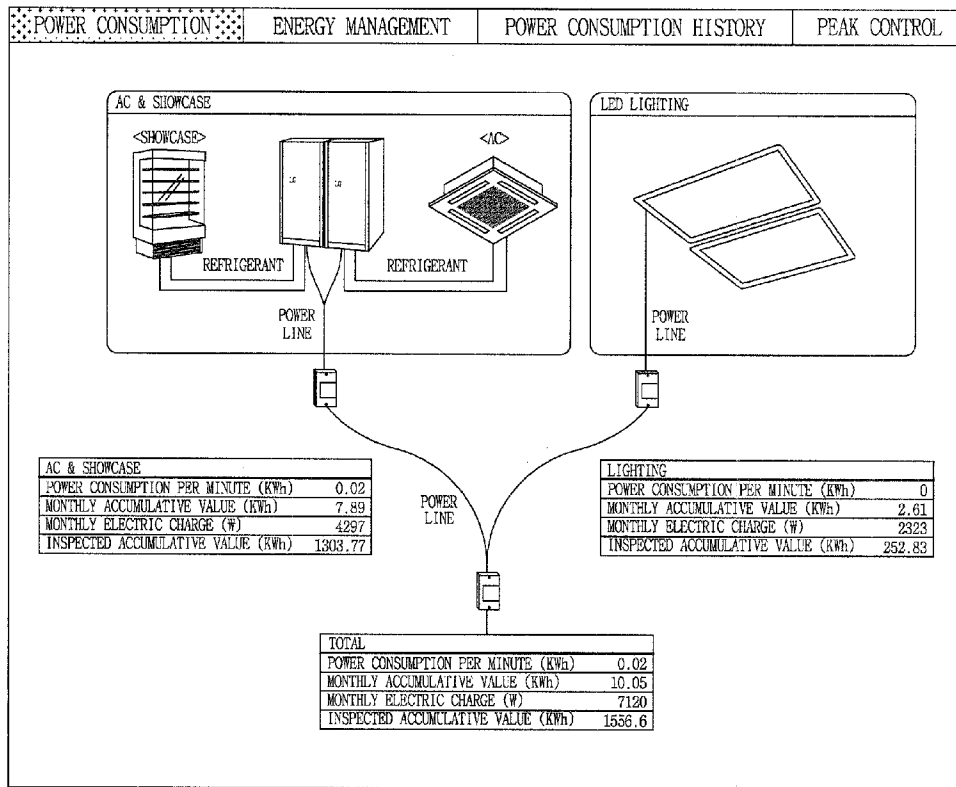 POWER CONSUMPTION
ENERGY MANAGEMENT
POWER CONSUMPTION HISTORY
PEAK CONTROL
AC & SHOWCASE
<SHOWCASE>
<AC>
LG
LG
REFRIGERANT
REFRIGERANT
POWER
LINE
LED LIGHTING
POWER
LINE
AC & SHOWCASE
POWER CONSUMPTION PER MINUTE (KWh) 0.02
MONTHLY ACCUMULATIVE VALUE (KWh) 7.89
MONTHLY ELECTRIC CHARGE (₩) 4297
INSPECTED ACCUMULATIVE VALUE (KWh) 1303.77
POWER
LINE
LIGHTING
POWER CONSUMPTION PER MINUTE (KWh) 0
MONTHLY ACCUMULATIVE VALUE (KWh) 2.61
MONTHLY ELECTRIC CHARGE (₩) 2323
INSPECTED ACCUMULATIVE VALUE (KWh) 252.83
TOTAL
POWER CONSUMPTION PER MINUTE (KWh) 0.02
MONTHLY ACCUMULATIVE VALUE (KWh) 10.05
MONTHLY ELECTRIC CHARGE (₩) 7120
INSPECTED ACCUMULATIVE VALUE (KWh) 1556.6